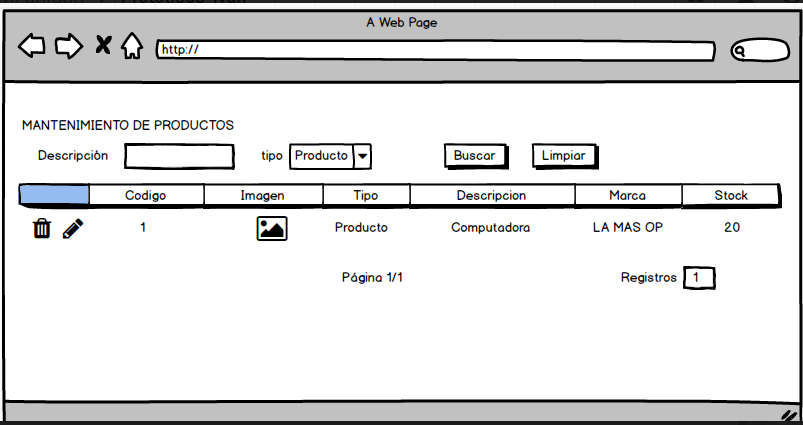 A Web Page
http://
MANTENIMIENTO DE PRODUCTOS
Descripción tipo Producto Buscar Limpiar
Codigo Imagen Tipo Descripcion Marca Stock
1 Producto Computadora LA MAS OP 20
Página 1/1 Registros 1